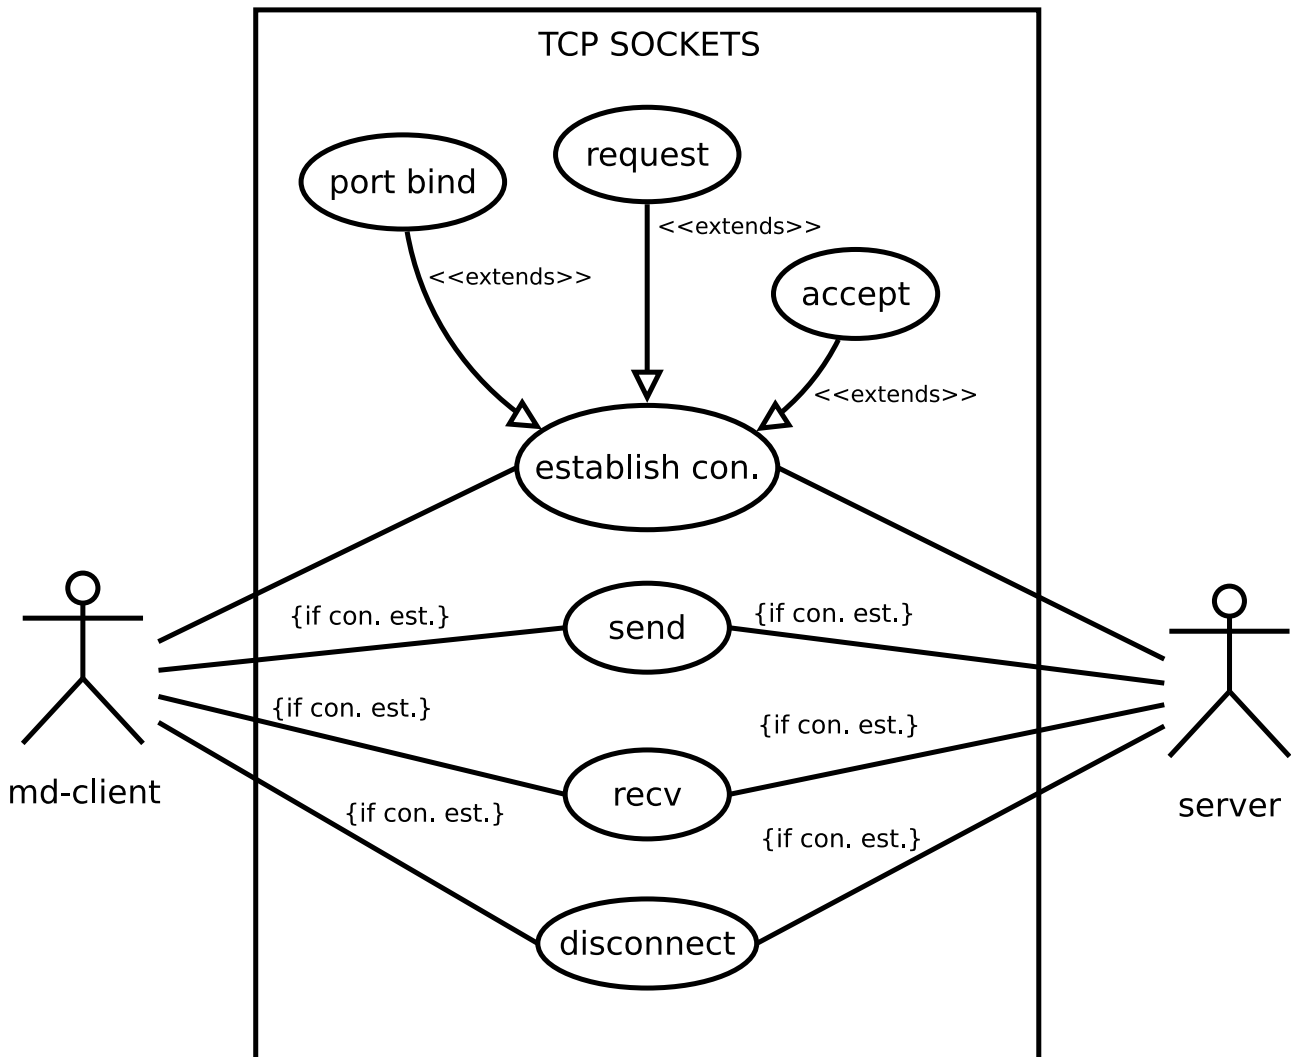 TCP SOCKETS
request
port bind
<<extends>>
<<extends>>
accept
<<extends>>
establish con.
{if con. est.}
send
{if con. est.}
{if con. est.}
{if con. est.}
md-client
recv
server
{if con. est.}
{if con. est.}
disconnect